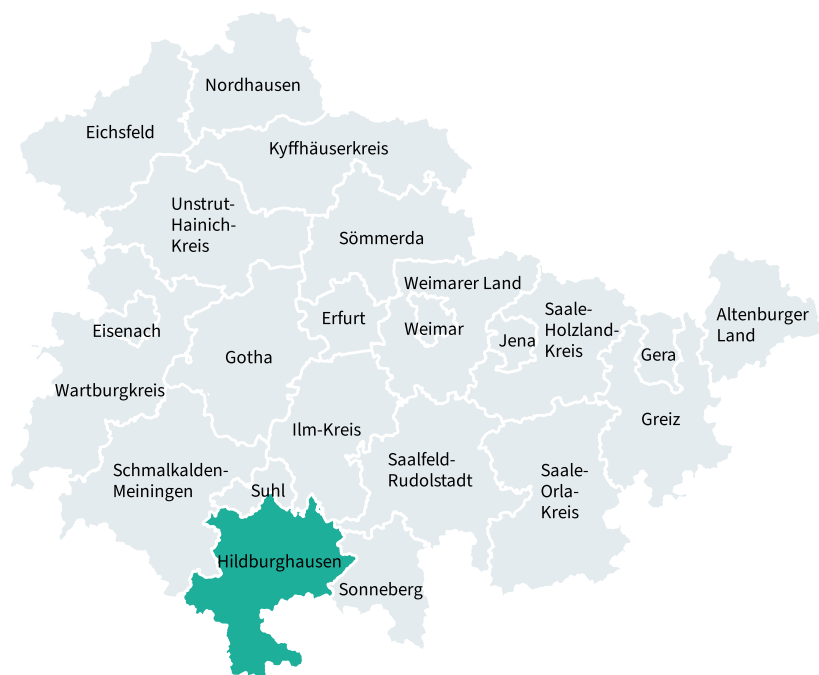 Nordhausen
Eichsfeld
Kyffhäuserkreis
Unstrut-
Hainich-
Kreis
Sömmerda
Weimarer Land
Saale-
Holzland-
Kreis
Altenburger
Land
Eisenach
Erfurt
Weimar
Jena
Gera
Gotha
Wartburgkreis
Greiz
Ilm-Kreis
Schmalkalden-
Meiningen
Saalfeld-
Rudolstadt
Saale-
Orla-
Kreis
Suhl
Hildburghausen
Sonneberg